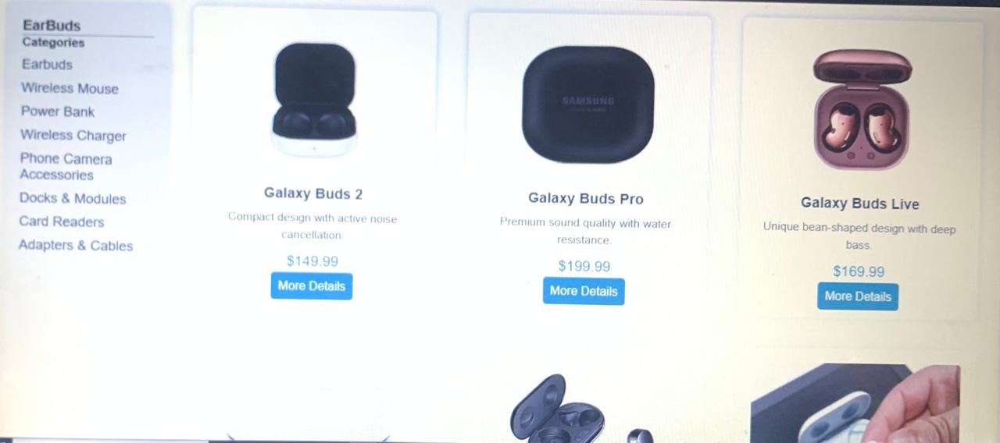 EarBuds
Categories
Earbuds
Wireless Mouse
Power Bank
Wireless Charger
Phone Camera
Accessories
Docks & Modules
Card Readers
Adapters & Cables
Galaxy Buds 2
Compact design with active noise
cancellation
$149.99
More Details
SAMSUNG
Galaxy Buds Pro
Premium sound quality with water
resistance.
$199.99
More Details
Galaxy Buds Live
Unique bean-shaped design with deep
bass.
$169.99
More Details